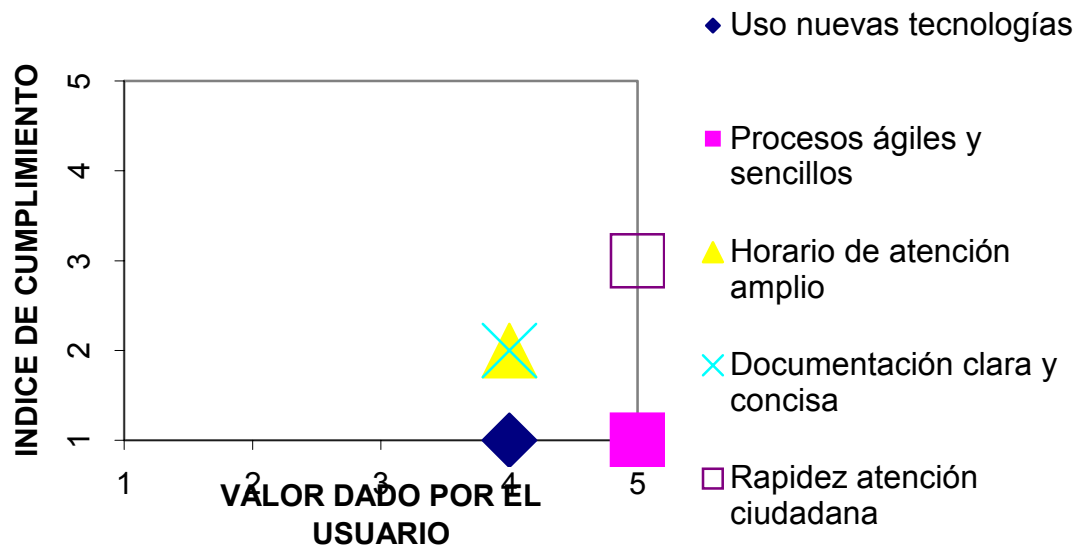 INDICE DE CUMPLIMIENTO
5
4
3
2
1
1
2
3
4
5
VALOR DADO POR EL
USUARIO
Uso nuevas tecnologías
Procesos ágiles y
sencillos
Horario de atención
amplio
Documentación clara y
concisa
Rapidez atención
ciudadana